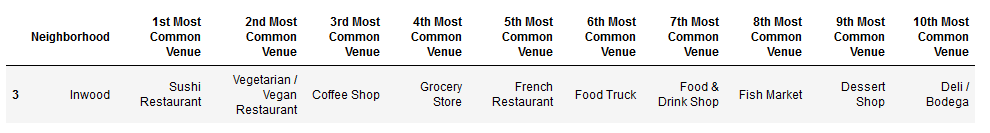 Neighborhood 1st Most Common Venue 2nd Most Common Venue 3rd Most Common Venue 4th Most Common Venue 5th Most Common Venue 6th Most Common Venue 7th Most Common Venue 8th Most Common Venue 9th Most Common Venue 10th Most Common Venue
3 Inwood Sushi Restaurant Vegetarian / Vegan Restaurant Coffee Shop Grocery Store French Restaurant Food Truck Food & Drink Shop Fish Market Dessert Shop Deli / Bodega